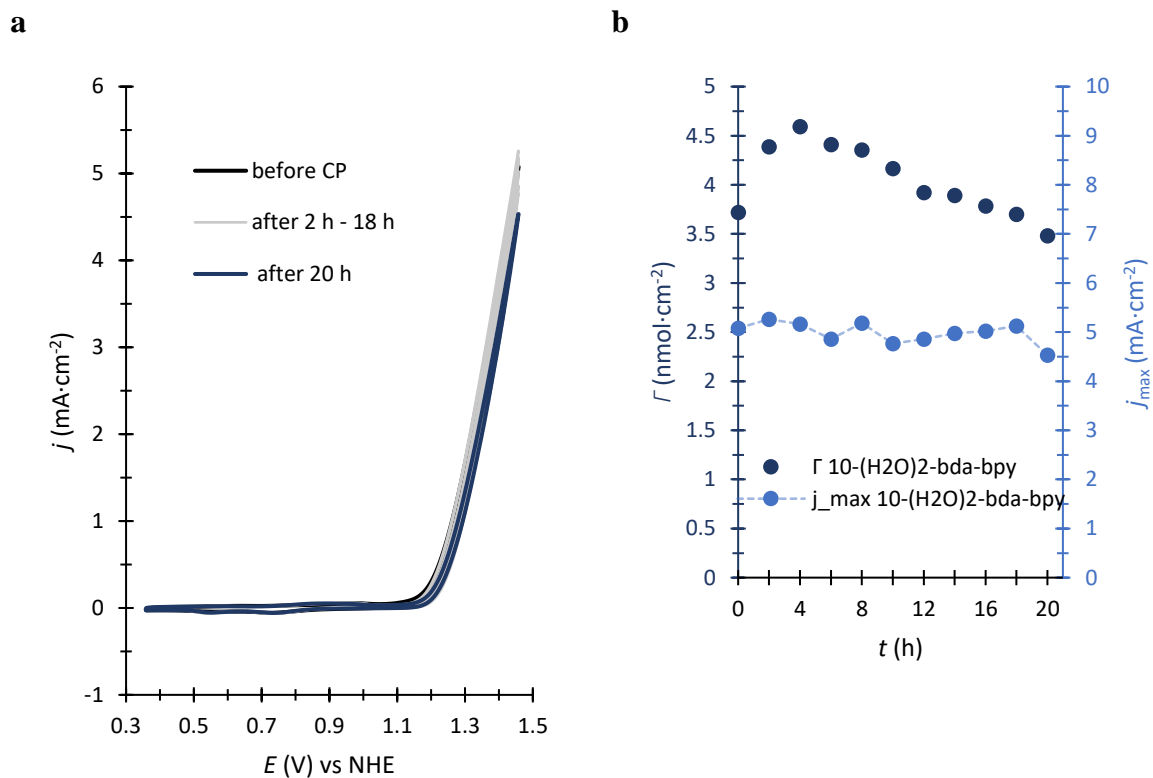 a
b
6
5
4
3
2
1
0
-1
j (mA·cm-2)
before CP
after 2 h - 18 h
after 20 h
0.3 0.5 0.7 0.9 1.1 1.3 1.5
E (V) vs NHE
5
4.5
4
3.5
3
2.5
2
1.5
1
0.5
0
Γ (nmol·cm-2)
10
9
8
7
6
5
4
3
2
1
0
jmax (mA·cm-2)
Γ 10-(H2O)2-bda-bpy
j_max 10-(H2O)2-bda-bpy
0 4 8 12 16 20
t (h)